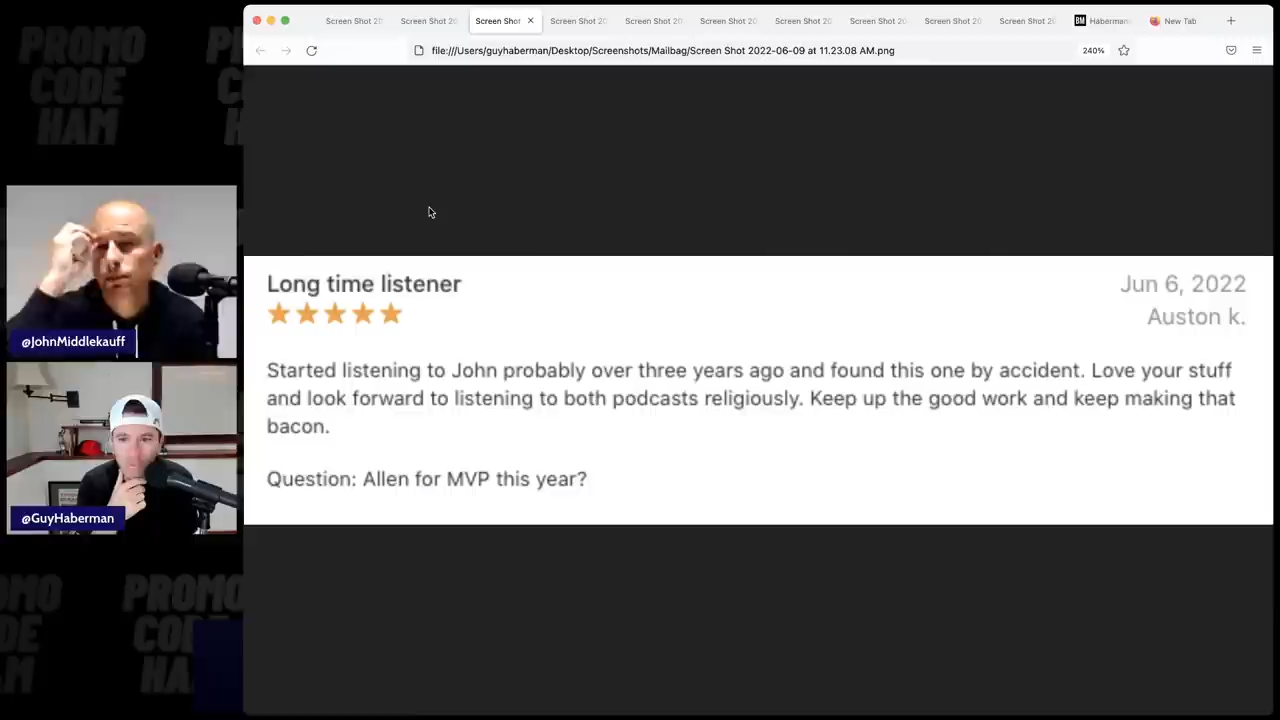 Screen Shot 20
Screen Shot 20
Screen Shot
Screen Shot 20
Screen Shot 20
Screen Shot 20
Screen Shot 20
Screen Shot 20
Screen Shot 20
Screen Shot 20
BM
Haberman
New Tab
file:///Users/guyhaberman/Desktop/Screenshots/Mailbag/Screen Shot 2022-06-09 at 11.23.08 AM.png
240%
PROMO
CODE
HAM
Long time listener
Jun 6, 2022
Auston k.
Started listening to John probably over three years ago and found this one by accident. Love your stuff
and look forward to listening to both podcasts religiously. Keep up the good work and keep making that
bacon.
Question: Allen for MVP this year?
@JohnMiddlekauff
@GuyHaberman
PROMO